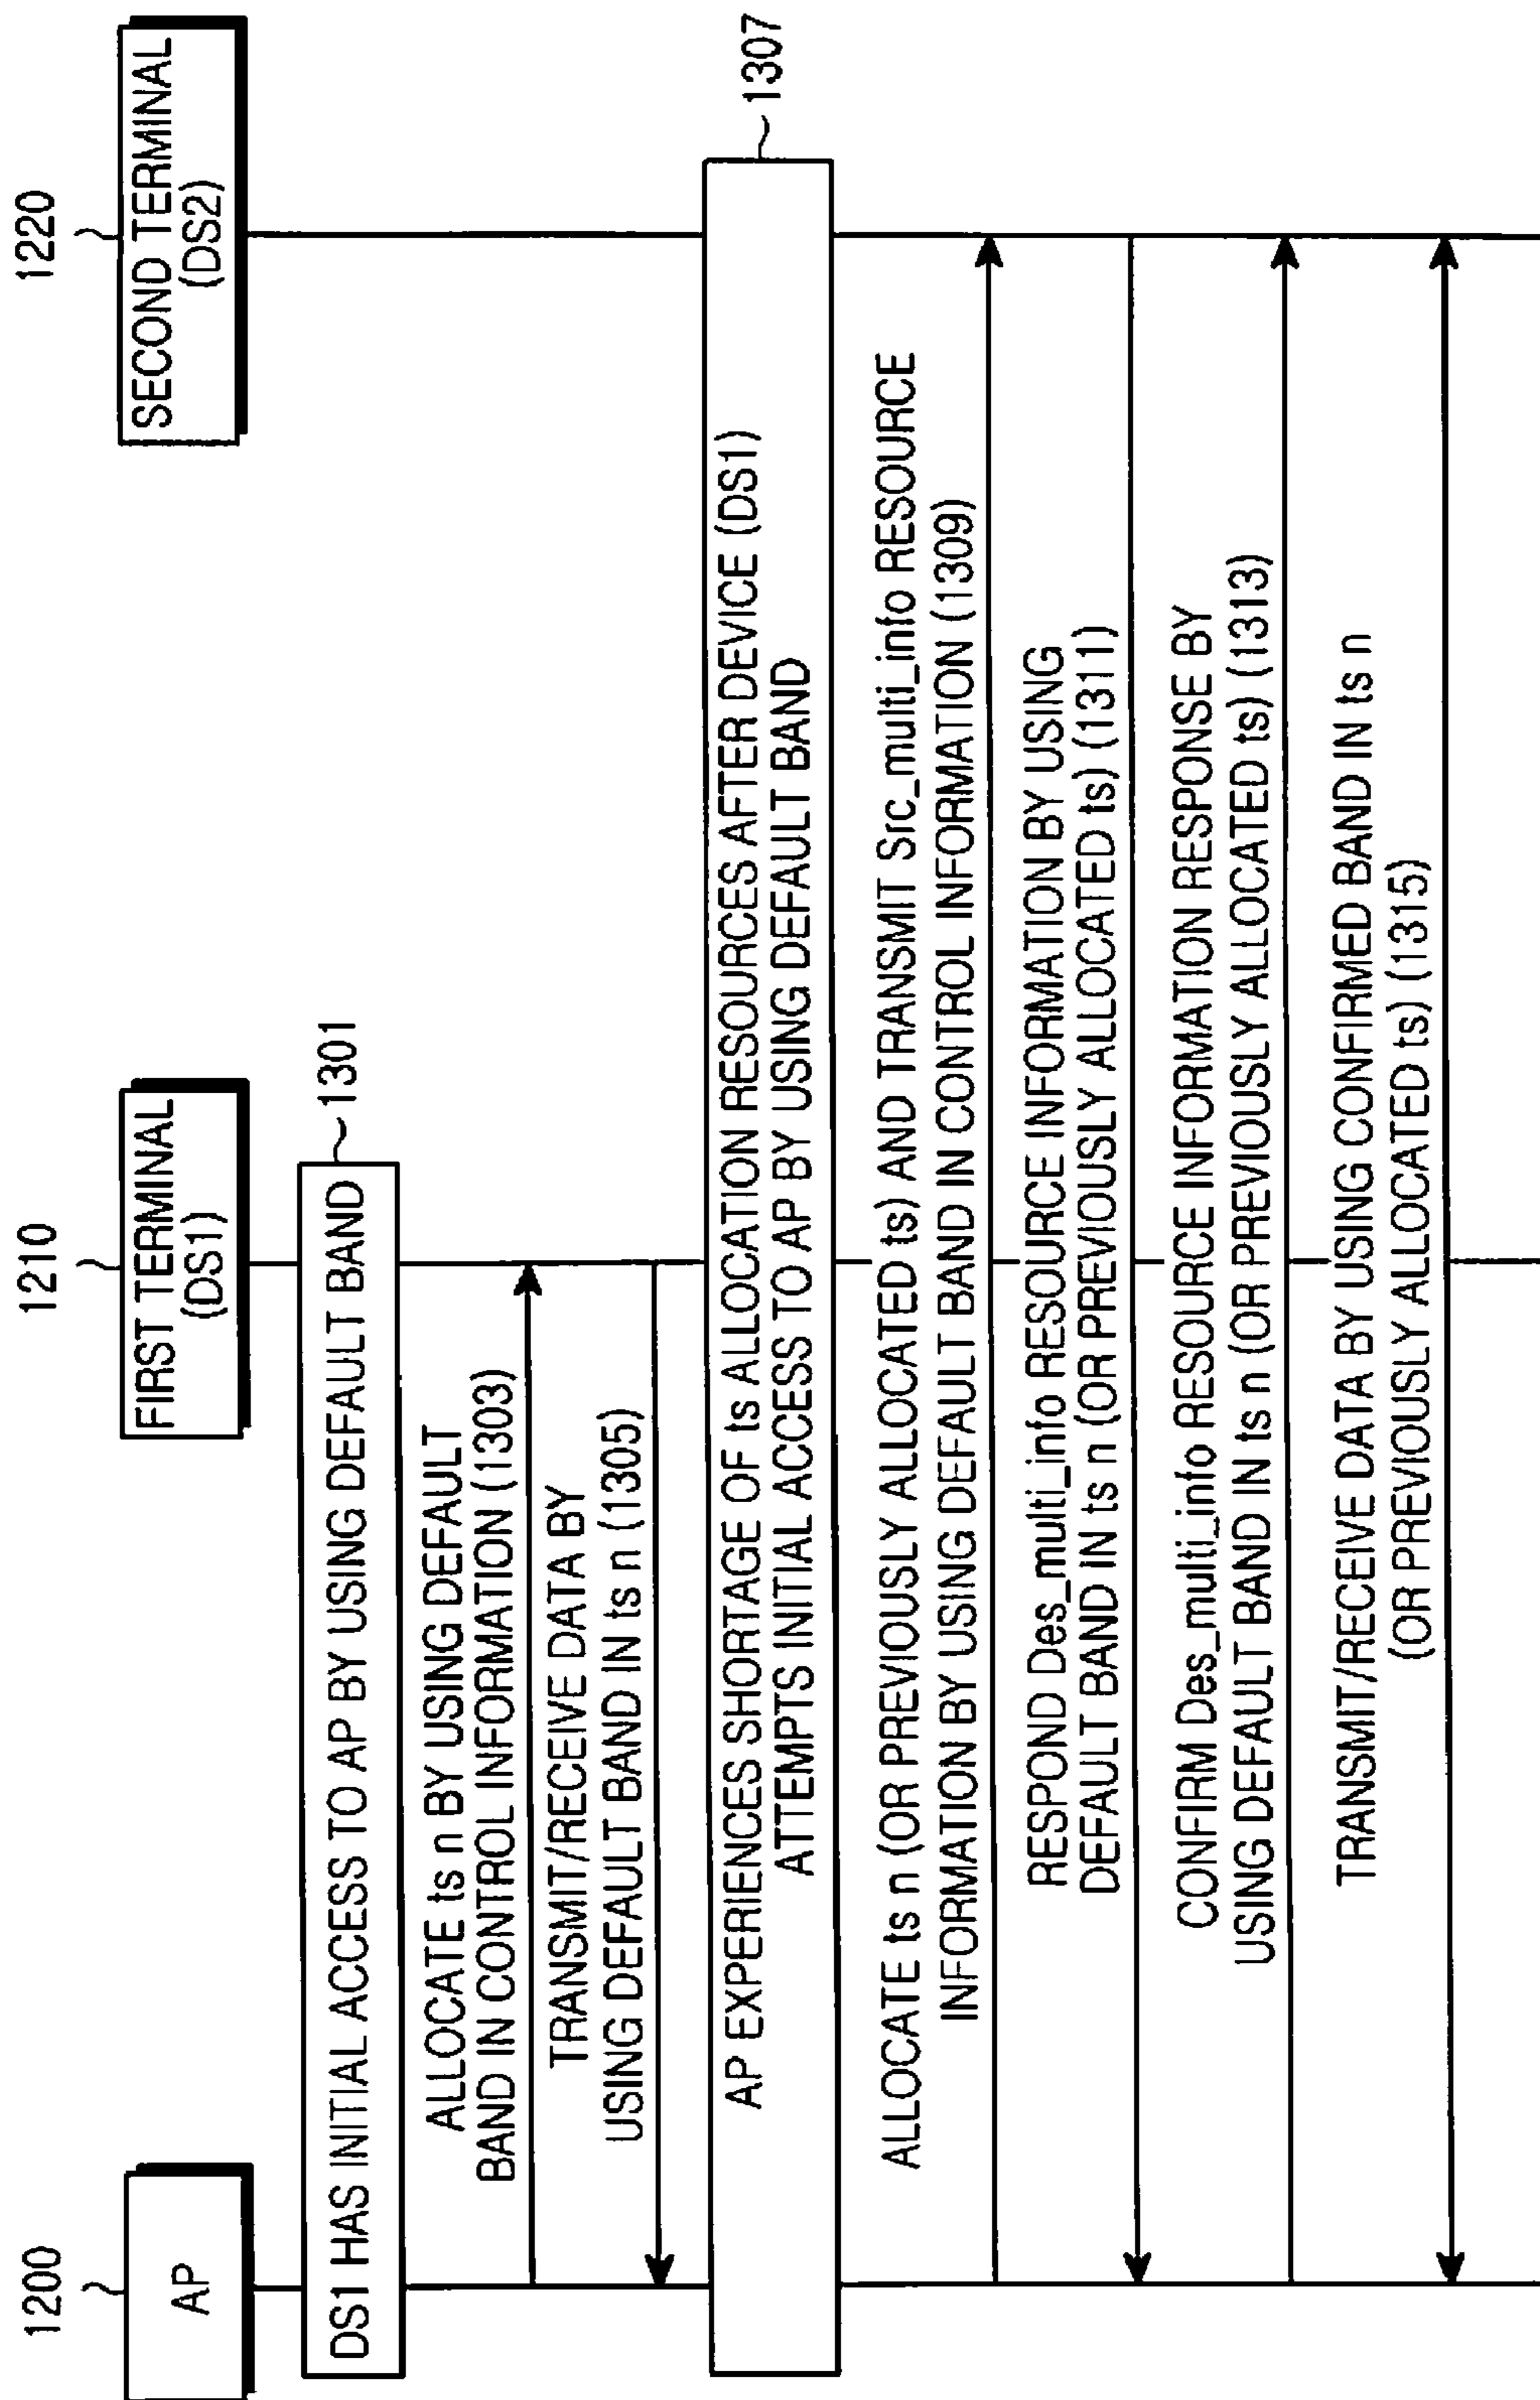 1200
1210
1220
AP
FIRST TERMINAL
(DS1)
SECOND TERMINAL
(DS2)
DS1 HAS INITIAL ACCESS TO AP BY USING DEFAULT BAND
1301
ALLOCATE ts n BY USING DEFAULT
BAND IN CONTROL INFORMATION (1303)
TRANSMIT/RECEIVE DATA BY
USING DEFAULT BAND IN ts n (1305)
AP EXPERIENCES SHORTAGE OF ts ALLOCATION RESOURCES AFTER DEVICE (DS1)
ATTEMPTS INITIAL ACCESS TO AP BY USING DEFAULT BAND
1307
ALLOCATE ts n (OR PREVIOUSLY ALLOCATED ts) AND TRANSMIT Src_multi_info RESOURCE
INFORMATION BY USING DEFAULT BAND IN CONTROL INFORMATION (1309)
RESPOND Des_multi_info RESOURCE INFORMATION BY USING
DEFAULT BAND IN ts n (OR PREVIOUSLY ALLOCATED ts) (1311)
CONFIRM Des_multi_info RESOURCE INFORMATION RESPONSE BY
USING DEFAULT BAND IN ts n (OR PREVIOUSLY ALLOCATED ts) (1313)
TRANSMIT/RECEIVE DATA BY USING CONFIRMED BAND IN ts n
(OR PREVIOUSLY ALLOCATED ts) (1315)